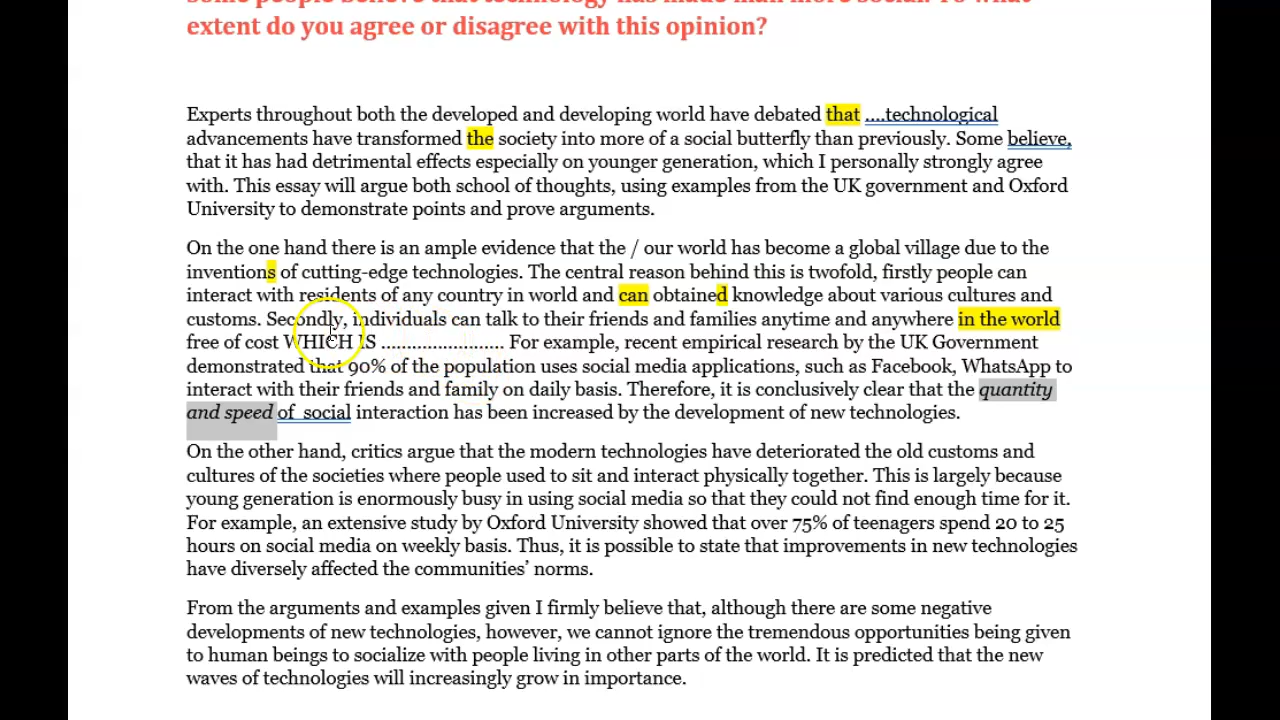 some people believe that technology has made man more social. To what
extent do you agree or disagree with this opinion?
Experts throughout both the developed and developing world have debated that ....technological
advancements have transformed the society into more of a social butterfly than previously. Some believe,
that it has had detrimental effects especially on younger generation, which I personally strongly agree
with. This essay will argue both school of thoughts, using examples from the UK government and Oxford
University to demonstrate points and prove arguments.
On the one hand there is an ample evidence that the / our world has become a global village due to the
inventions of cutting-edge technologies. The central reason behind this is twofold, firstly people can
interact with residents of any country in world and can obtained knowledge about various cultures and
customs. Secondly, individuals can talk to their friends and families anytime and anywhere in the world
free of cost WHICH IS ........................ For example, recent empirical research by the UK Government
demonstrated that 90% of the population uses social media applications, such as Facebook, WhatsApp to
interact with their friends and family on daily basis. Therefore, it is conclusively clear that the quantity
and speed of  social interaction has been increased by the development of new technologies.
On the other hand, critics argue that the modern technologies have deteriorated the old customs and
cultures of the societies where people used to sit and interact physically together. This is largely because
young generation is enormously busy in using social media so that they could not find enough time for it.
For example, an extensive study by Oxford University showed that over 75% of teenagers spend 20 to 25
hours on social media on weekly basis. Thus, it is possible to state that improvements in new technologies
have diversely affected the communities' norms.
From the arguments and examples given I firmly believe that, although there are some negative
developments of new technologies, however, we cannot ignore the tremendous opportunities being given
to human beings to socialize with people living in other parts of the world. It is predicted that the new
waves of technologies will increasingly grow in importance.